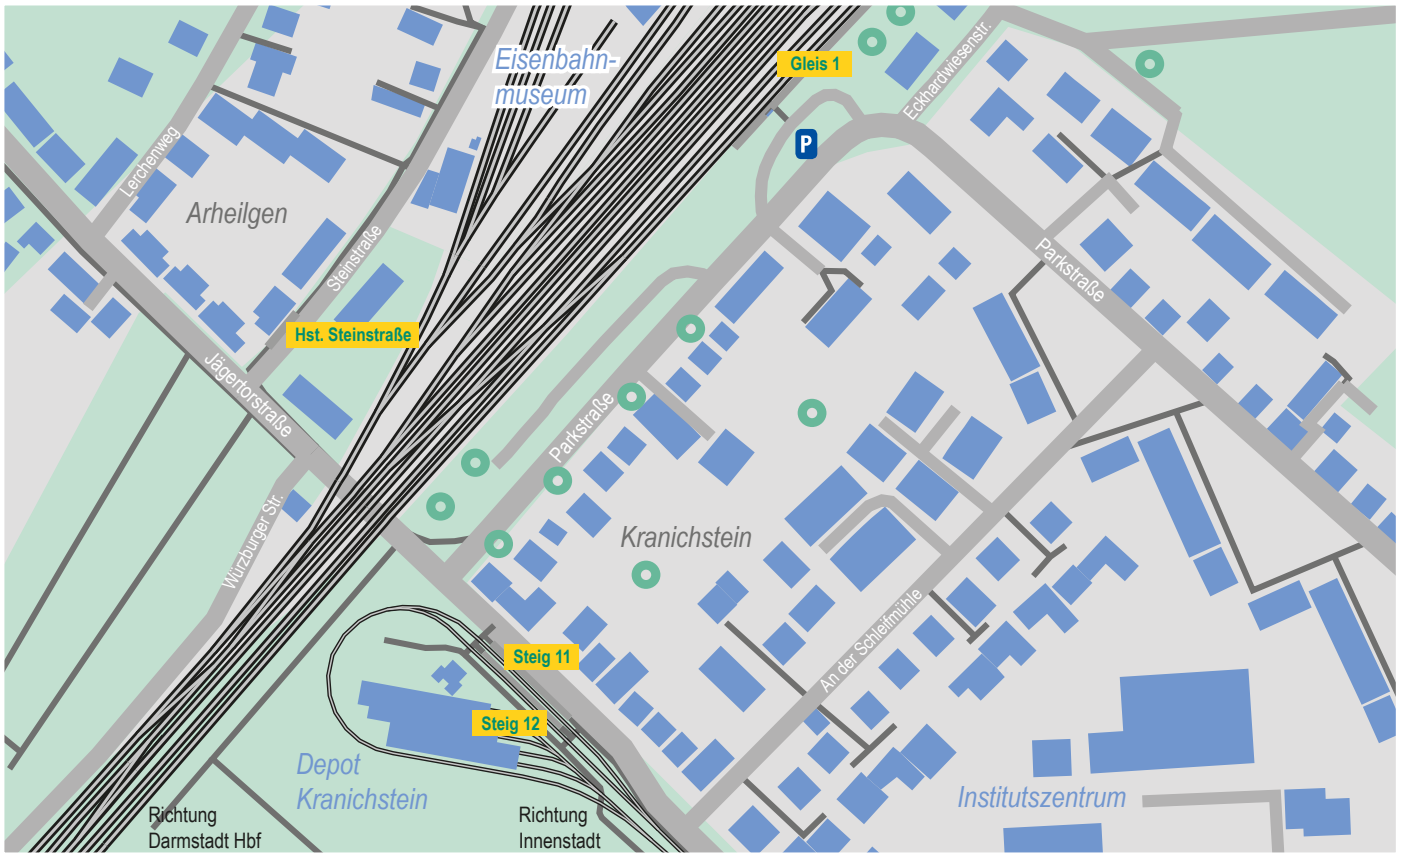 Eisenbahn-
museum
Gleis 1
Eckhardwiesenstr.
P
Lerchenweg
Arheilgen
Steinstraße
Parkstraße
Hst. Steinstraße
Jägertorstraße
Parkstraße
Würzburger Str.
Kranichstein
An der Schleifmühle
Steig 11
Steig 12
Depot
Kranichstein
Institutszentrum
Richtung
Darmstadt Hbf
Richtung
Innenstadt